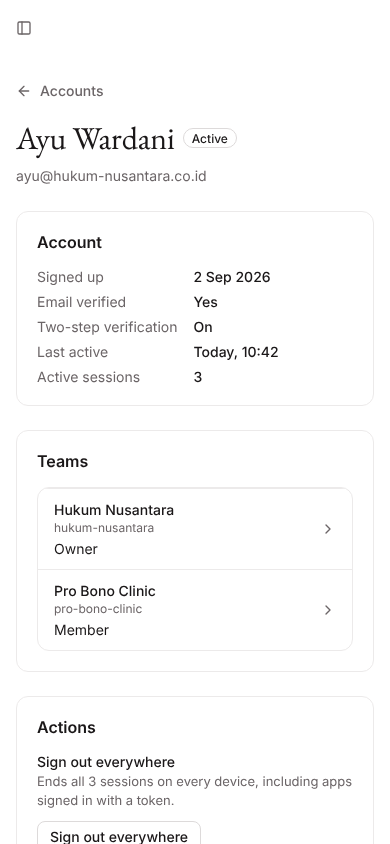 Accounts
Ayu Wardani Active
ayu@hukum-nusantara.co.id
Account
Signed up 2 Sep 2026
Email verified Yes
Two-step verification On
Last active Today, 10:42
Active sessions 3
Teams
Hukum Nusantara
hukum-nusantara
Owner
Pro Bono Clinic
pro-bono-clinic
Member
Actions
Sign out everywhere
Ends all 3 sessions on every device, including apps
signed in with a token.
Sign out everywhere